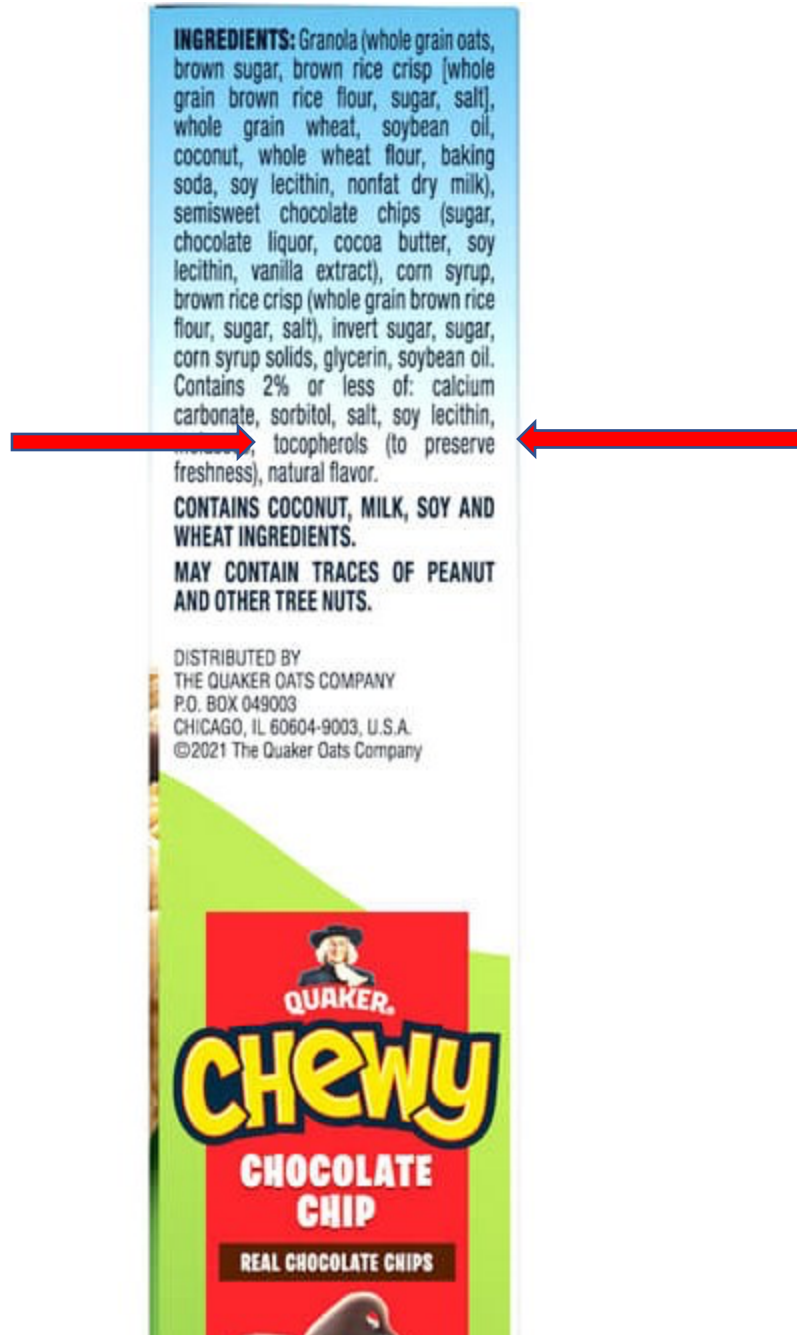 INGREDIENTS: Granola (whole grain oats,
brown sugar, brown rice crisp [whole
grain brown rice flour, sugar, salt],
whole grain wheat, soybean oil,
coconut, whole wheat flour, baking
soda, soy lecithin, nonfat dry milk),
semisweet chocolate chips (sugar,
chocolate liquor, cocoa butter, soy
lecithin, vanilla extract), corn syrup,
brown rice crisp (whole grain brown rice
flour, sugar, salt), invert sugar, sugar,
corn syrup solids, glycerin, soybean oil.
Contains 2% or less of: calcium
carbonate, sorbitol, salt, soy lecithin,
tocopherols (to preserve
freshness), natural flavor.
CONTAINS COCONUT, MILK, SOY AND
WHEAT INGREDIENTS.
MAY CONTAIN TRACES OF PEANUT
AND OTHER TREE NUTS.
DISTRIBUTED BY
THE QUAKER OATS COMPANY
P.O. BOX 049003
CHICAGO, IL 60604-9003, U.S.A.
©2021 The Quaker Oats Company
QUAKER.
CHEWY
CHOCOLATE
CHIP
REAL CHOCOLATE CHIPS